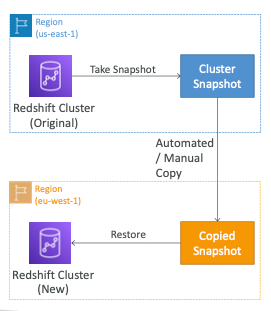 Region
(us-east-1)
Take Snapshot
Cluster
Snapshot
Redshift Cluster
(Original)
Automated
/ Manual
Copy
Region
(eu-west-1)
Restore
Copied
Snapshot
Redshift Cluster
(New)